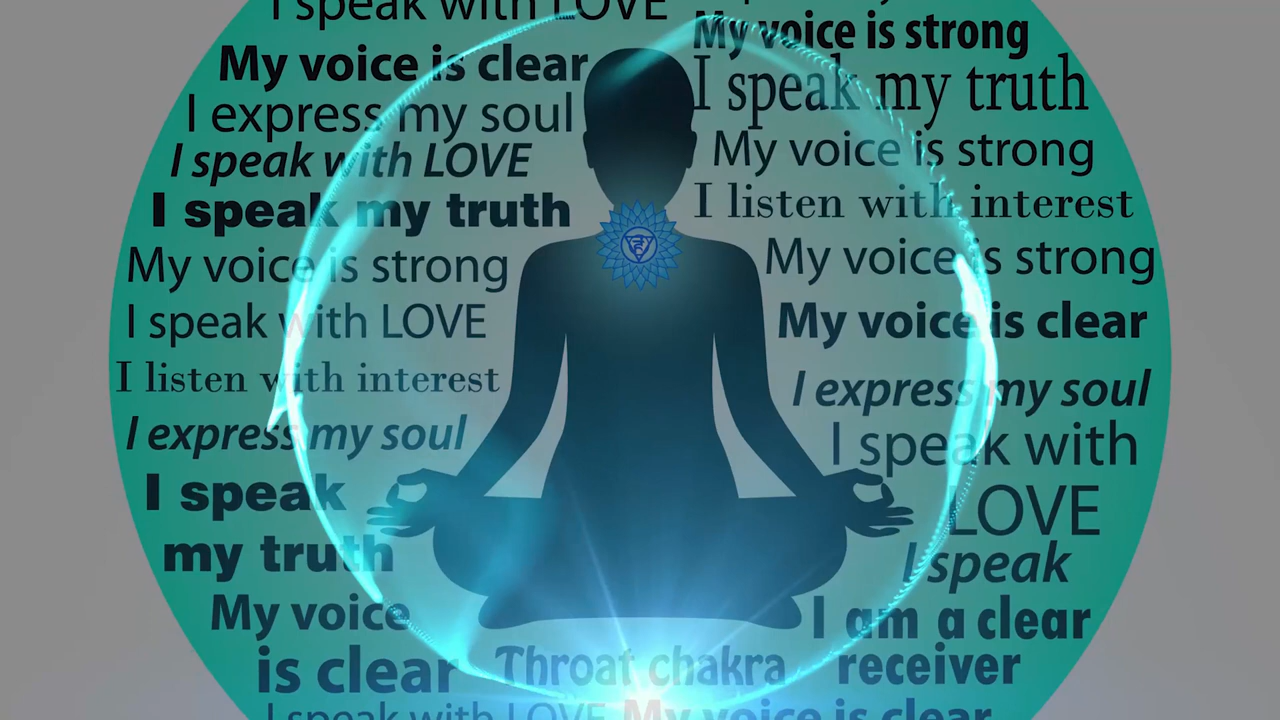 I speak with LOVE
My voice is clear
I express my soul
I speak with LOVE
I speak my truth
My voice is strong
I speak with LOVE
I listen with interest
I express my soul
I speak
my truth
My voice
is clear
I speak with LOVE
My voice is strong
I speak my truth
My voice is strong
I listen with interest
My voice is strong
My voice is clear
I express my soul
I speak with
LOVE
I speak
I am a clear
receiver
Throat chakra
My voice is clear